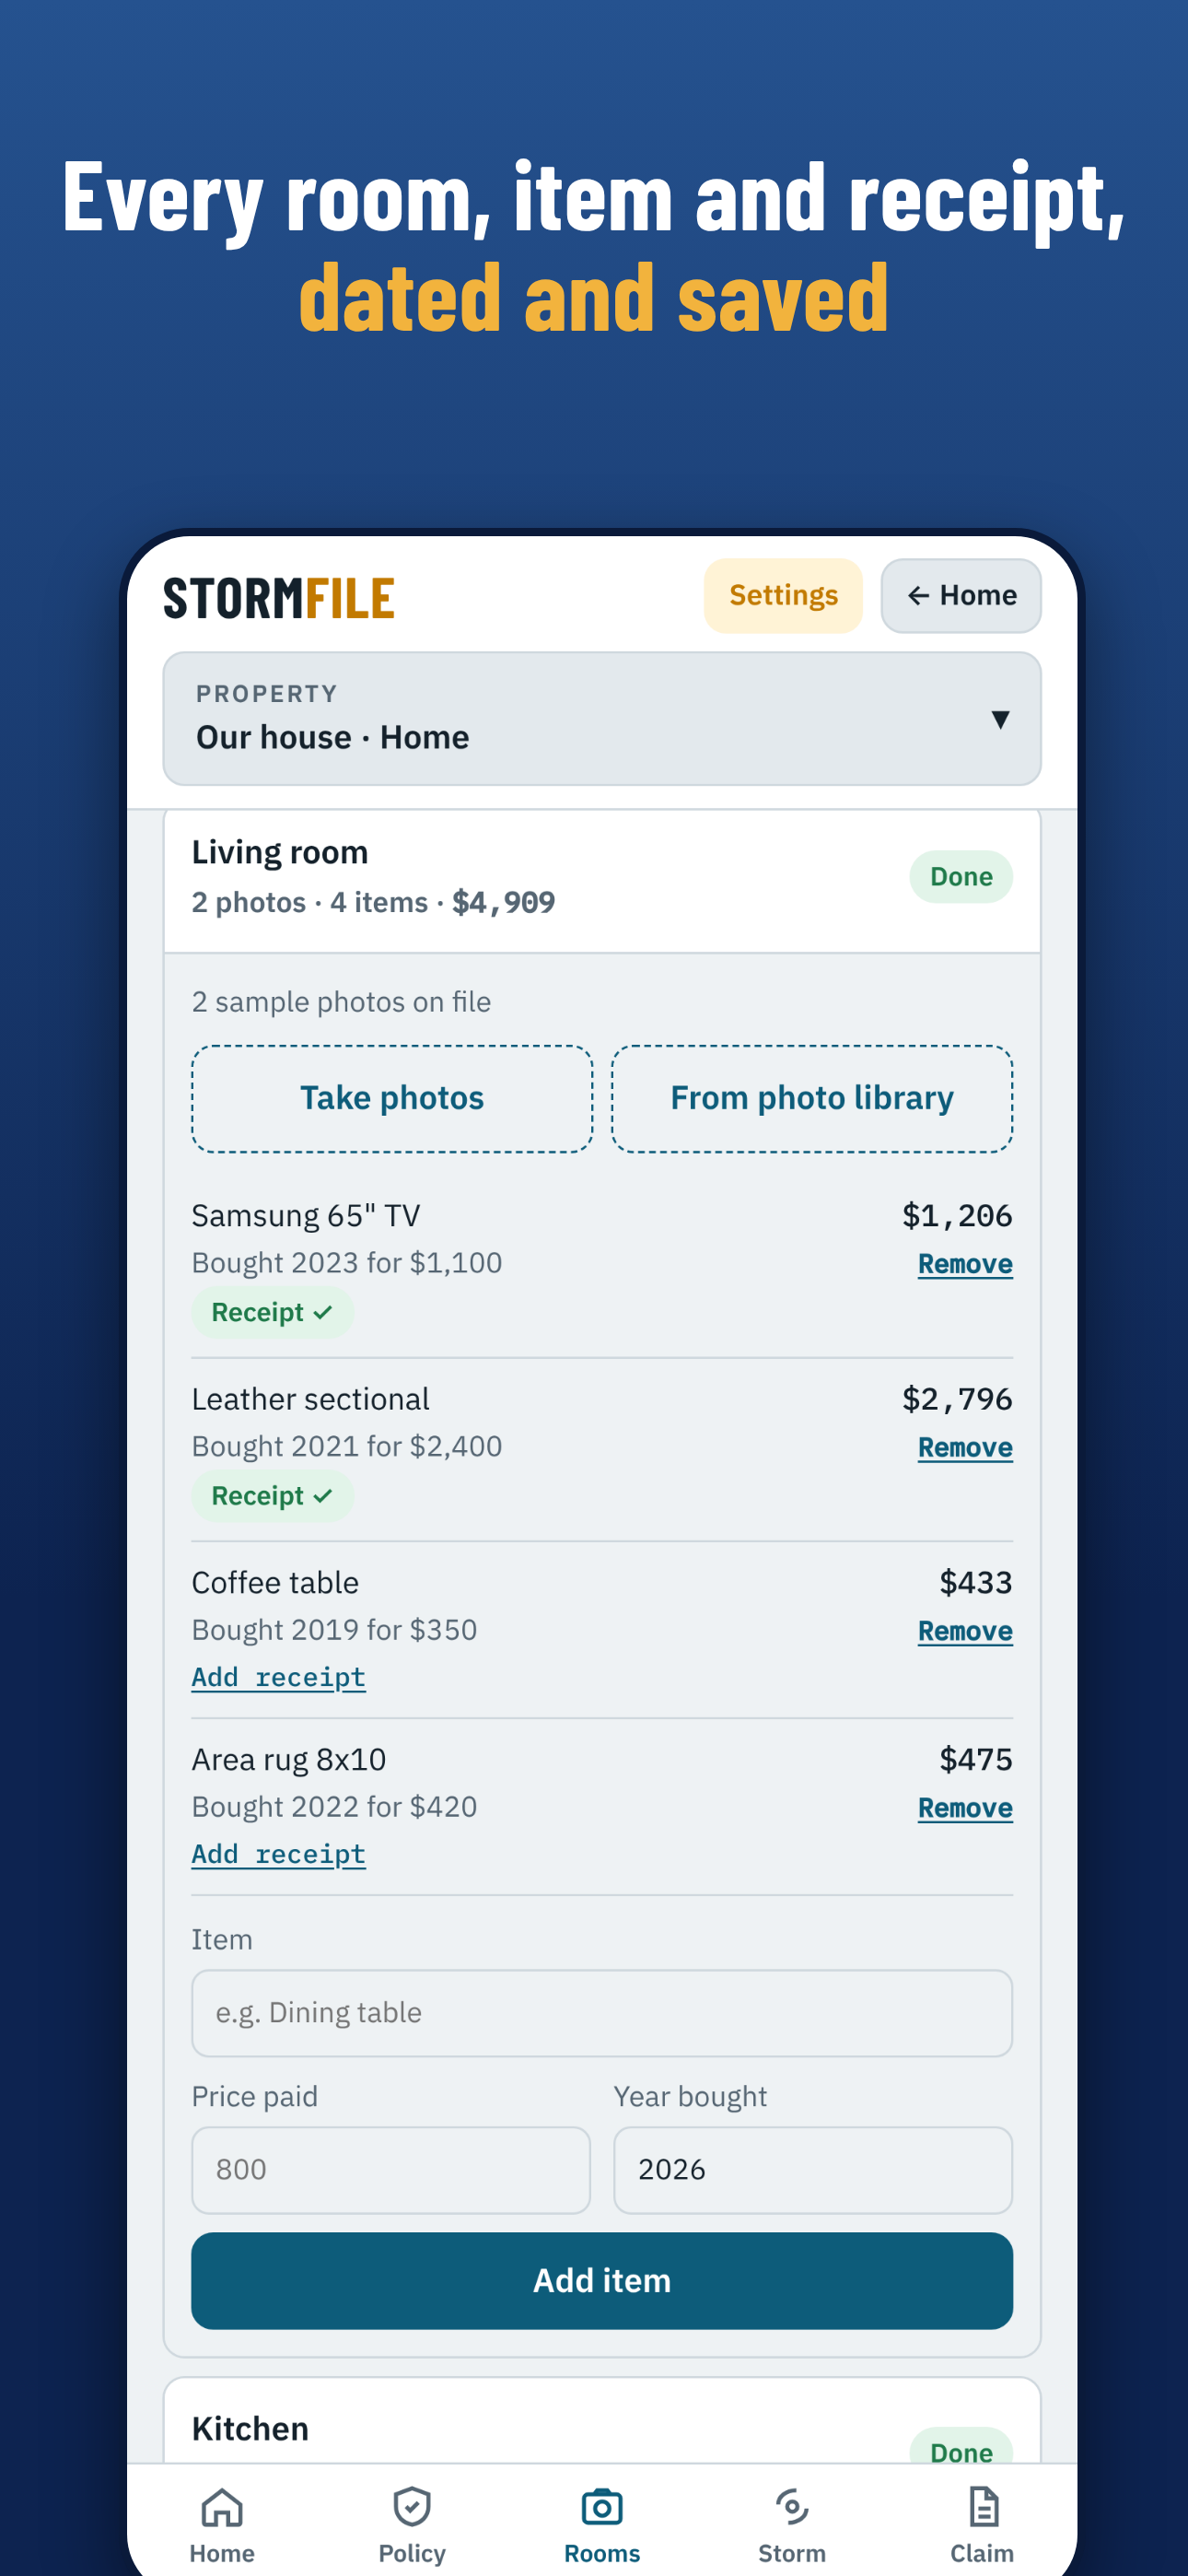 Every room, item and receipt,
dated and saved
STORMFILE
Settings
← Home
PROPERTY
Our house · Home
▼
Living room
2 photos · 4 items · $4,909
Done
2 sample photos on file
Take photos
From photo library
Samsung 65" TV
$1,206
Bought 2023 for $1,100
Remove
Receipt ✓
Leather sectional
$2,796
Bought 2021 for $2,400
Remove
Receipt ✓
Coffee table
$433
Bought 2019 for $350
Remove
Add receipt
Area rug 8x10
$475
Bought 2022 for $420
Remove
Add receipt
Item
e.g. Dining table
Price paid
Year bought
800
2026
Add item
Kitchen
Done
Home
Policy
Rooms
Storm
Claim